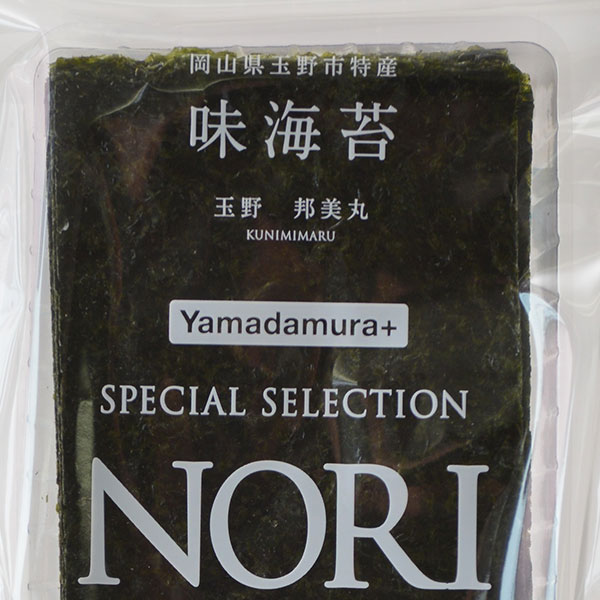 岡山県玉野市特産
味海苔
玉野 邦美丸
KUNIMIMARU
Yamadamura+
SPECIAL SELECTION
NORI